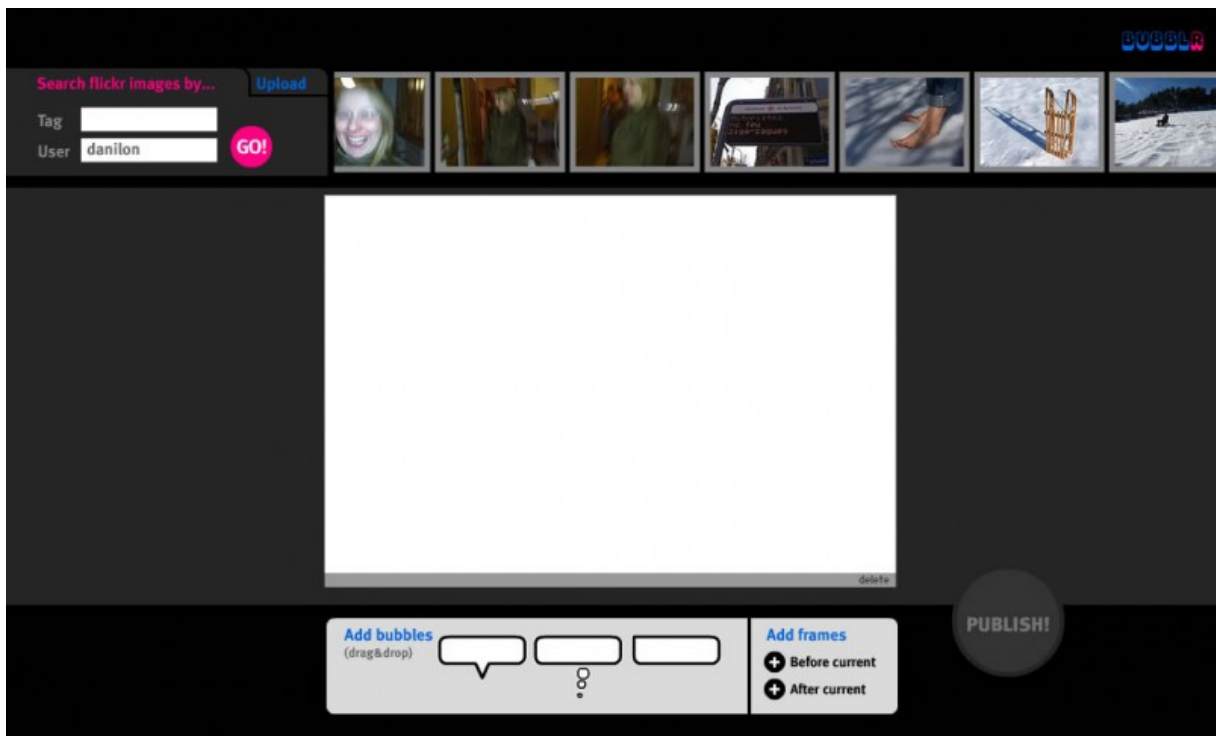 BUBBLR
Search flickr images by...
Upload
Tag
User danilon
GO!
delete
Add bubbles
(drag&drop)
Add frames
Before current
After current
PUBLISH!